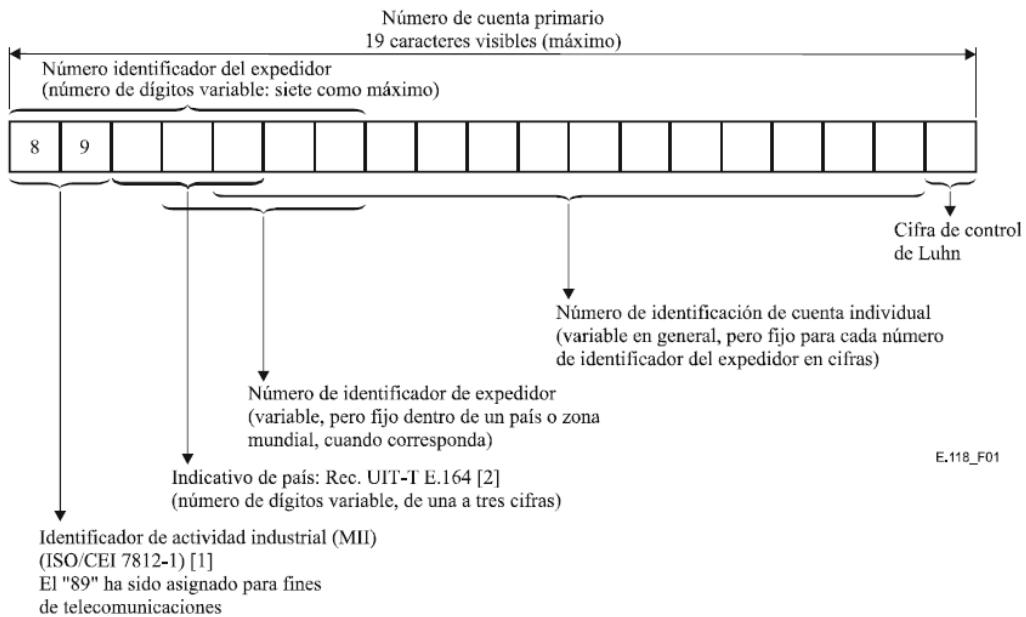 Número de cuenta primario
19 caracteres visibles (máximo)
Número identificador del expedidor
(número de dígitos variable: siete como máximo)
8 9
Cifra de control
de Luhn
Número de identificación de cuenta individual
(variable en general, pero fijo para cada número
de identificador del expedidor en cifras)
Número de identificador de expedidor
(variable, pero fijo dentro de un país o zona
mundial, cuando corresponda)
E.118_F01
Indicativo de país: Rec. UIT-T E.164 [2]
(número de dígitos variable, de una a tres cifras)
Identificador de actividad industrial (MII)
(ISO/CEI 7812-1) [1]
El "89" ha sido asignado para fines
de telecomunicaciones